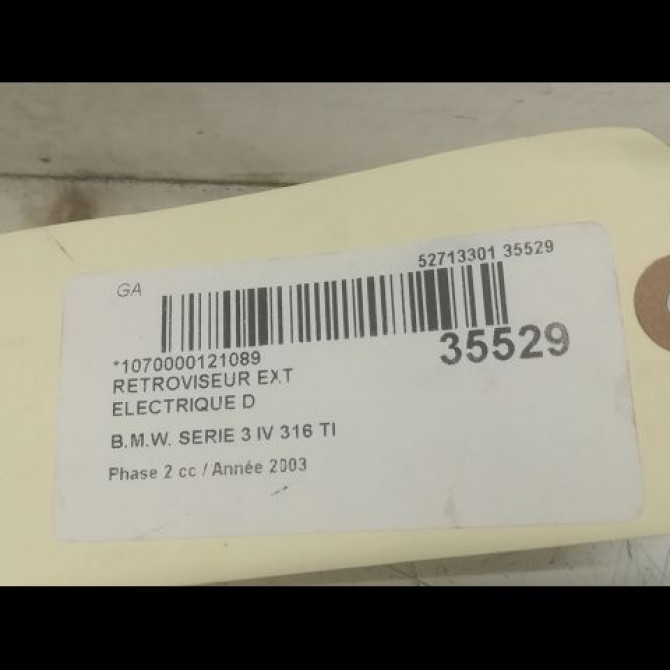 GA
52713301 35529
*1070000121089
35529
RETROVISEUR EXT
ELECTRIQUE D
B.M.W. SERIE 3 IV 316 TI
Phase 2 cc / Année 2003